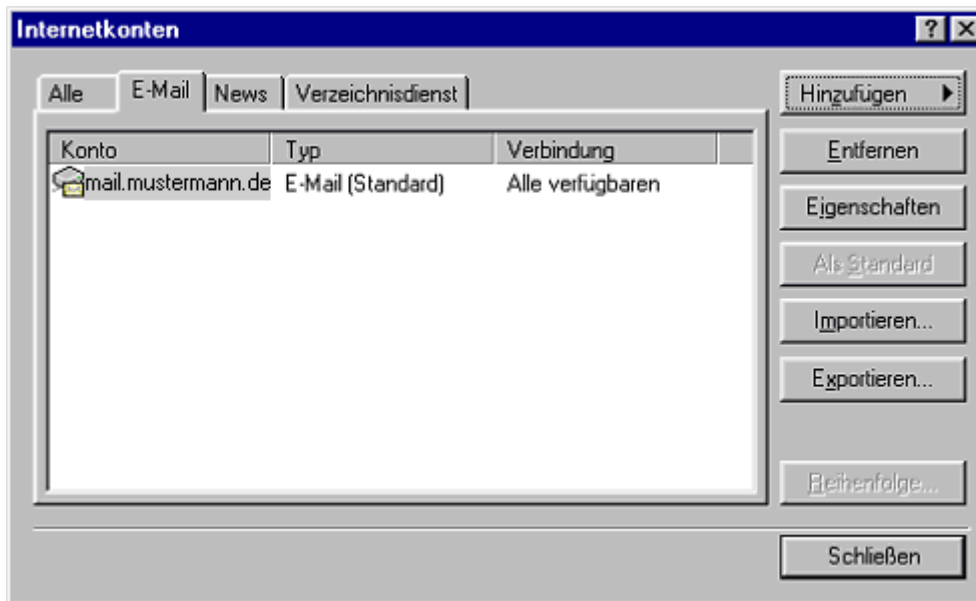 Internetkonten
Alle E-Mail News Verzeichnisdienst
Konto Typ Verbindung
mail.mustermann.de E-Mail (Standard) Alle verfügbaren
Hinzufügen
Entfernen
Eigenschaften
Als Standard
Importieren...
Exportieren...
Reihenfolge...
Schließen